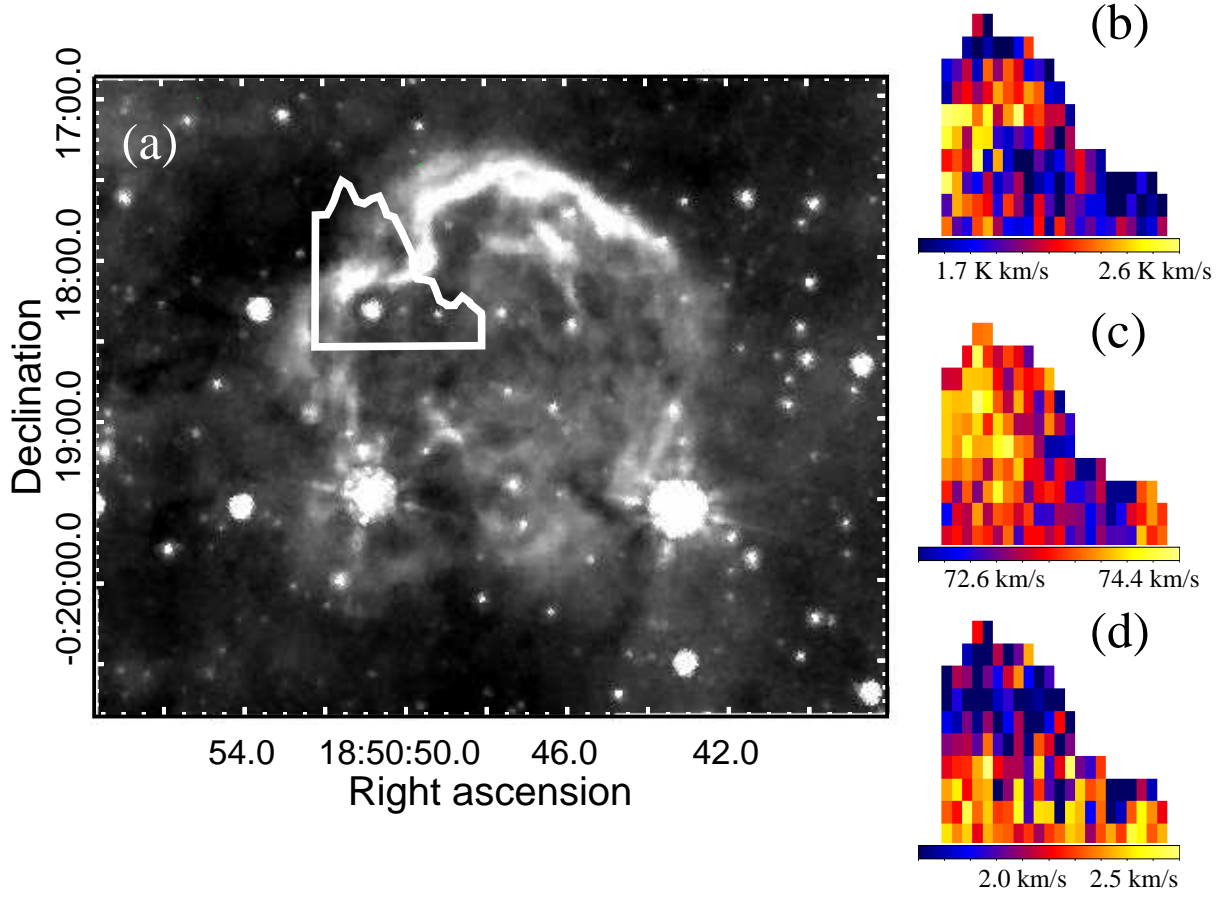 (a)
17:00.0
18:00.0
19:00.0
-0:20:00.0
Declination
54.0 18:50:50.0 46.0 42.0
Right ascension
(b)
1.7 K km/s 2.6 K km/s
(c)
72.6 km/s 74.4 km/s
(d)
2.0 km/s 2.5 km/s